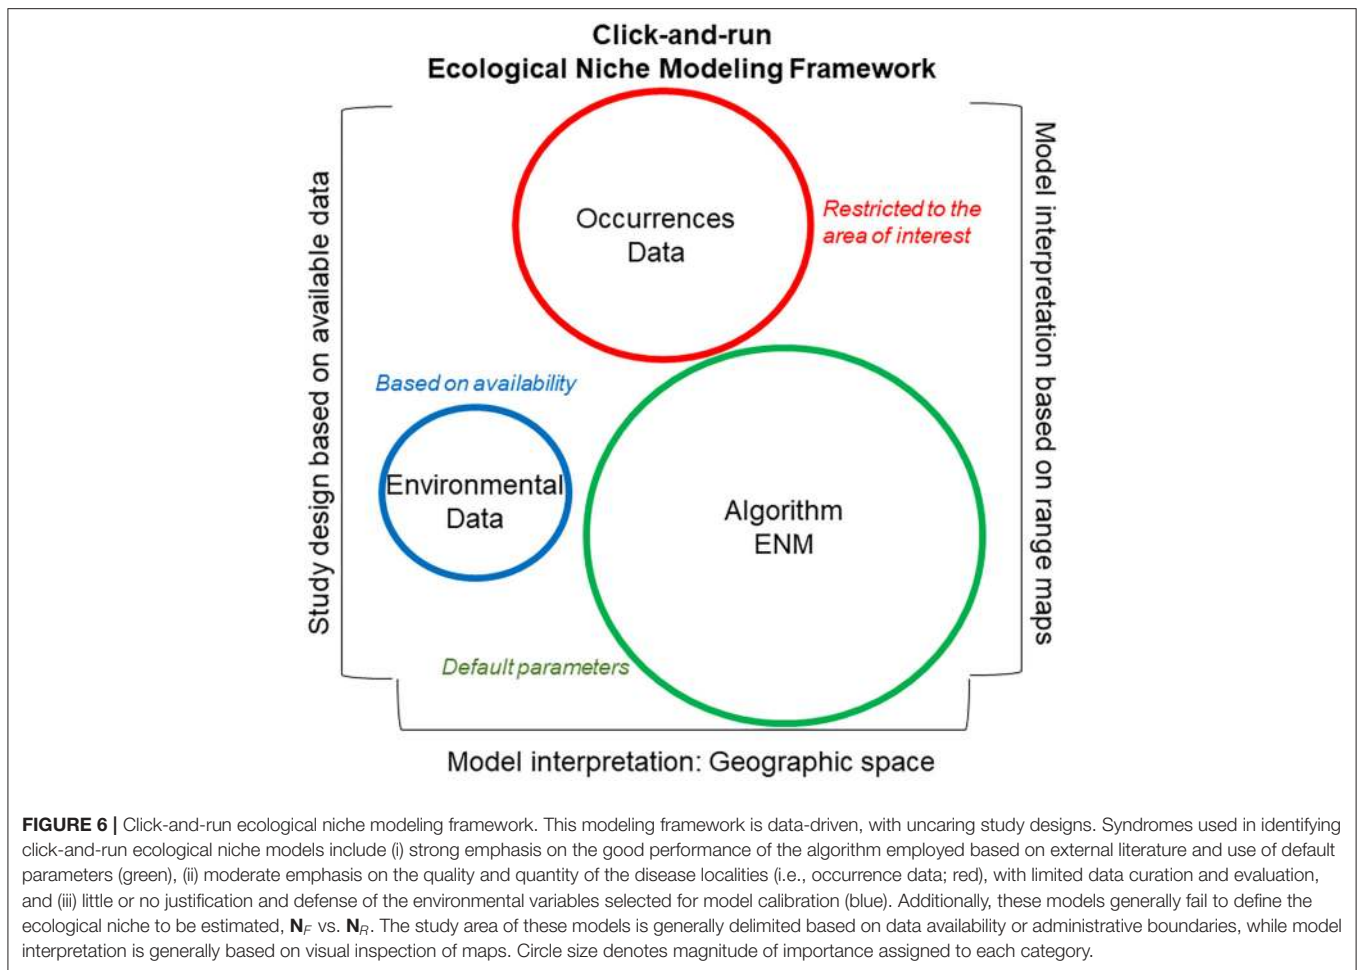 Click-and-run
Ecological Niche Modeling Framework
Study design based on available data
Occurrences
Data
Restricted to the
area of interest
Model interpretation based on range maps
Based on availability
Environmental
Data
Algorithm
ENM
Default parameters
Model interpretation: Geographic space
FIGURE 6 | Click-and-run ecological niche modeling framework. This modeling framework is data-driven, with uncaring study designs. Syndromes used in identifying
click-and-run ecological niche models include (i) strong emphasis on the good performance of the algorithm employed based on external literature and use of default
parameters (green), (ii) moderate emphasis on the quality and quantity of the disease localities (i.e., occurrence data; red), with limited data curation and evaluation,
and (iii) little or no justification and defense of the environmental variables selected for model calibration (blue). Additionally, these models generally fail to define the
ecological niche to be estimated, NF vs. NR. The study area of these models is generally delimited based on data availability or administrative boundaries, while model
interpretation is generally based on visual inspection of maps. Circle size denotes magnitude of importance assigned to each category.